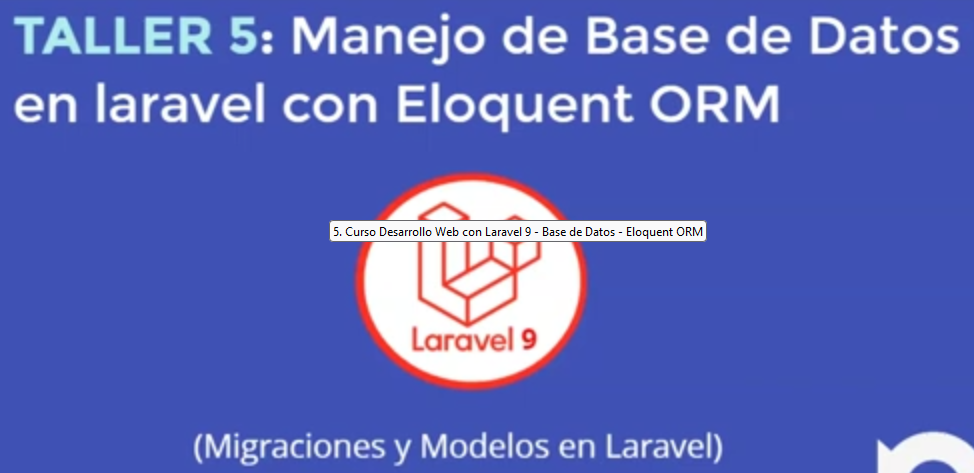 TALLER 5: Manejo de Base de Datos
en laravel con Eloquent ORM
5. Curso Desarrollo Web con Laravel 9 - Base de Datos - Eloquent ORM
Laravel 9
(Migraciones y Modelos en Laravel)